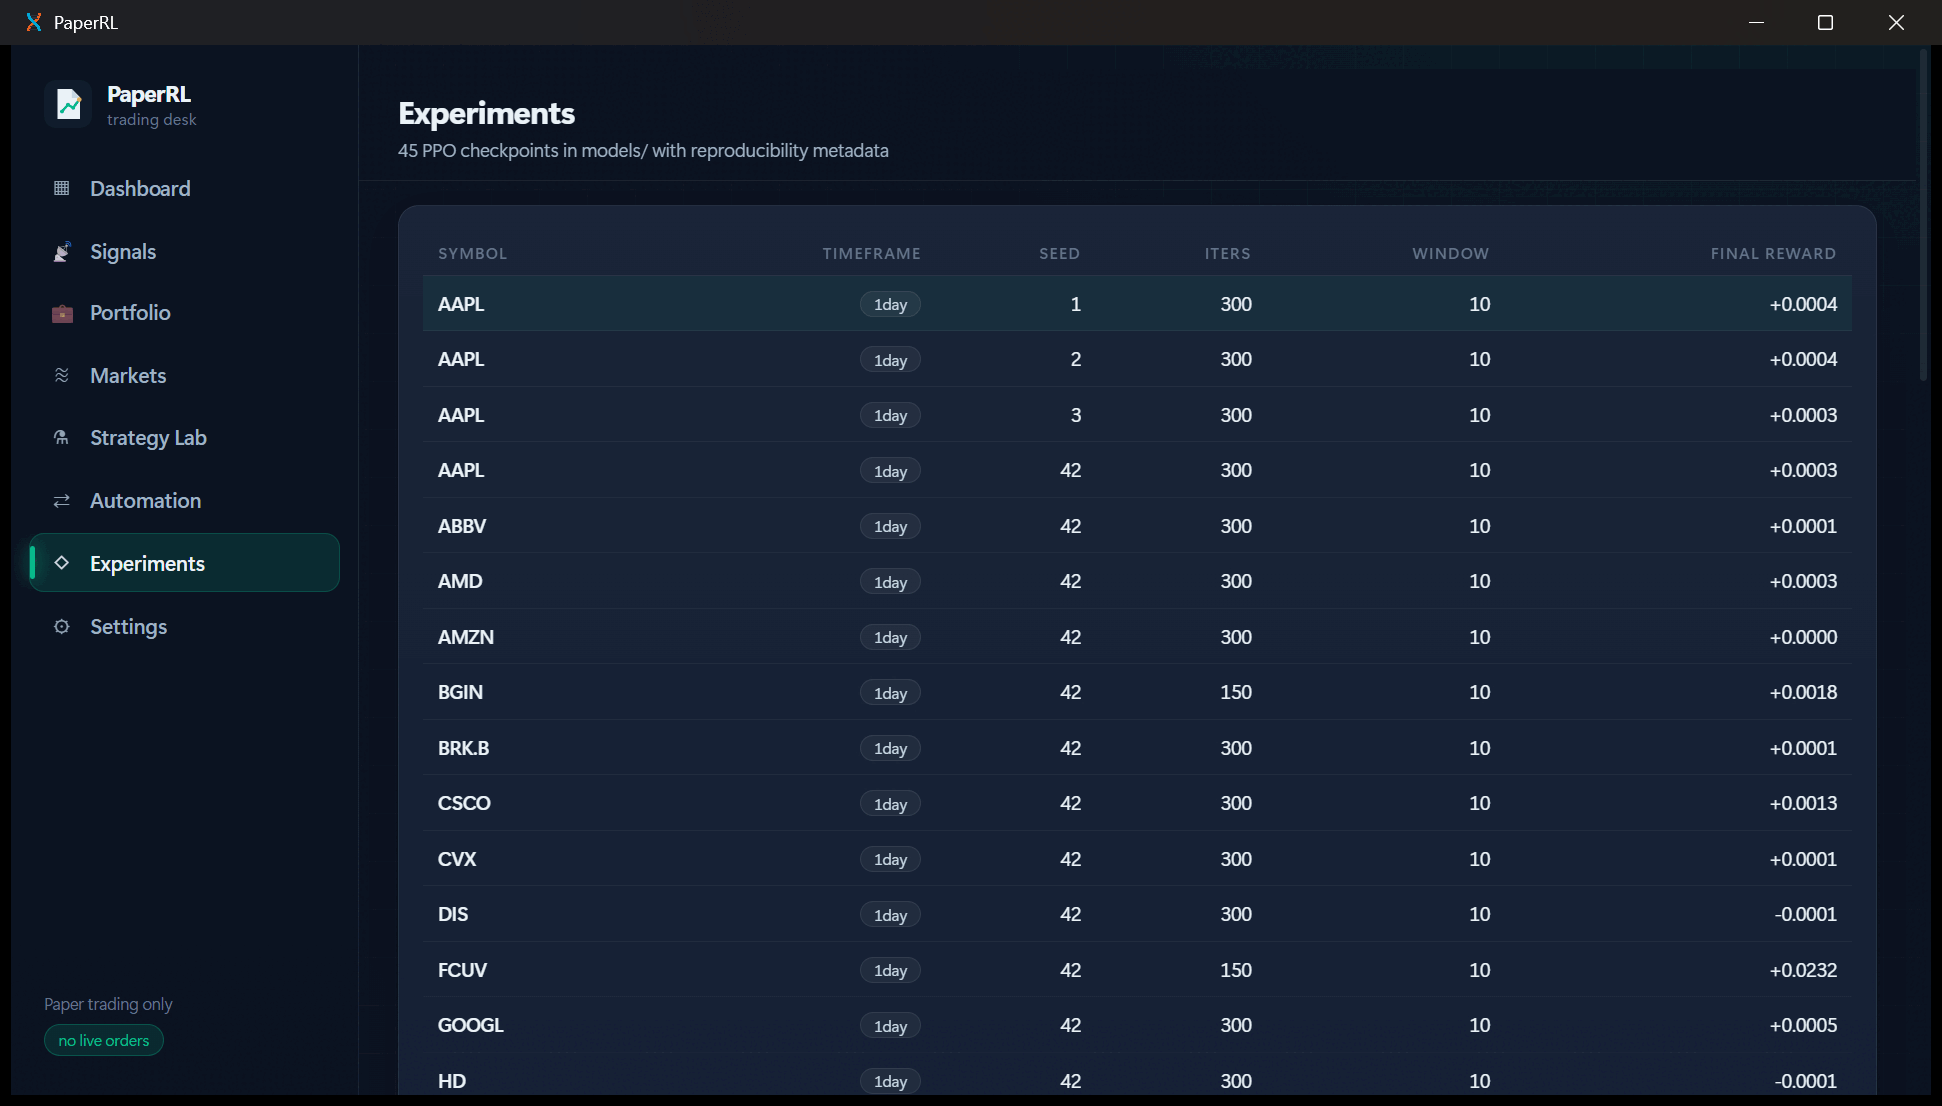 PaperRL
PaperRL
trading desk
Dashboard
Signals
Portfolio
Markets
Strategy Lab
Automation
Experiments
Settings
Paper trading only
no live orders
Experiments
45 PPO checkpoints in models/ with reproducibility metadata
SYMBOL TIMEFRAME SEED ITERS WINDOW FINAL REWARD
AAPL 1day 1 300 10 +0.0004
AAPL 1day 2 300 10 +0.0004
AAPL 1day 3 300 10 +0.0003
AAPL 1day 42 300 10 +0.0003
ABBV 1day 42 300 10 +0.0001
AMD 1day 42 300 10 +0.0003
AMZN 1day 42 300 10 +0.0000
BGIN 1day 42 150 10 +0.0018
BRK.B 1day 42 300 10 +0.0001
CSCO 1day 42 300 10 +0.0013
CVX 1day 42 300 10 +0.0001
DIS 1day 42 300 10 -0.0001
FCUV 1day 42 150 10 +0.0232
GOOGL 1day 42 300 10 +0.0005
HD 1day 42 300 10 -0.0001